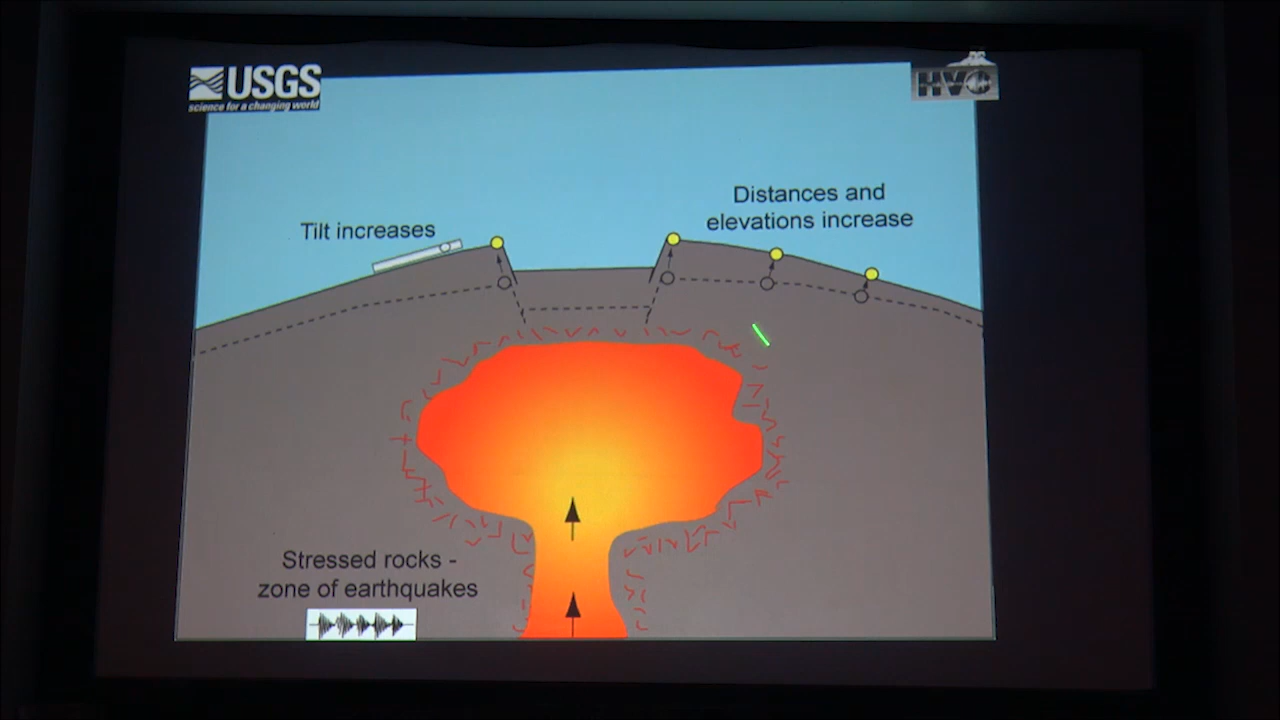 USGS
science for a changing world
HVO
Distances and
elevations increase
Tilt increases
Stressed rocks -
zone of earthquakes